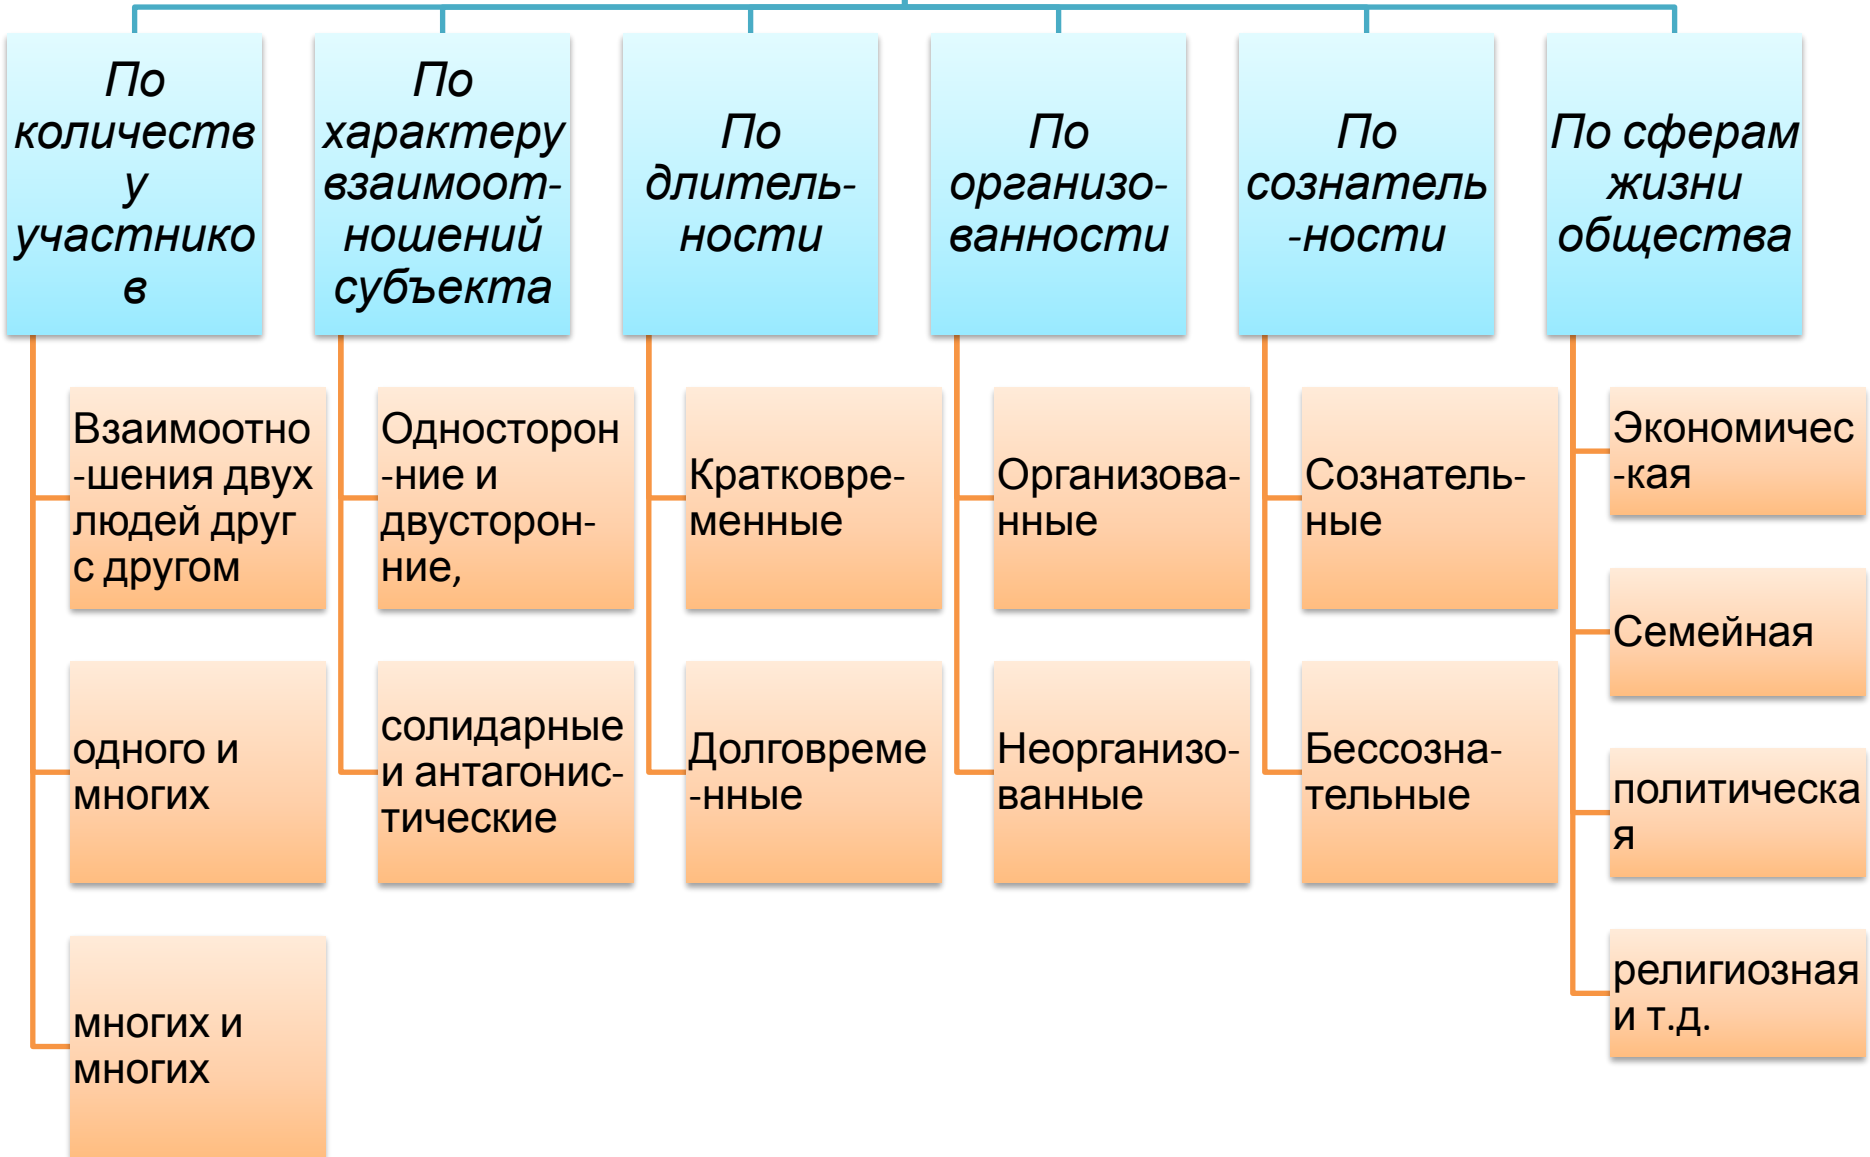 По
количеств
у
участнико
в
По
характеру
взаимоот-
ношений
субъекта
По
длитель-
ности
По
организо-
ванности
По
сознатель
-ности
По сферам
жизни
общества
Взаимоотно
-шения двух
людей друг
с другом
одного и
многих
многих и
многих
Односторон
-ние и
двусторон-
ние,
солидарные
и антагонис-
тические
Кратковре-
менные
Долговреме
-нные
Организова-
нные
Неорганизо-
ванные
Сознатель-
ные
Бессозна-
тельные
Экономичес
-кая
Семейная
политическа
я
религиозная
и т.д.